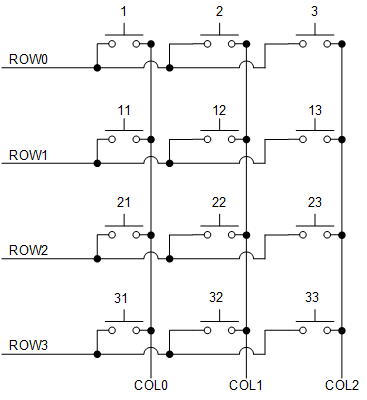 1 2 3
ROW0
11 12 13
ROW1
21 22 23
ROW2
31 32 33
ROW3
COL0 COL1 COL2